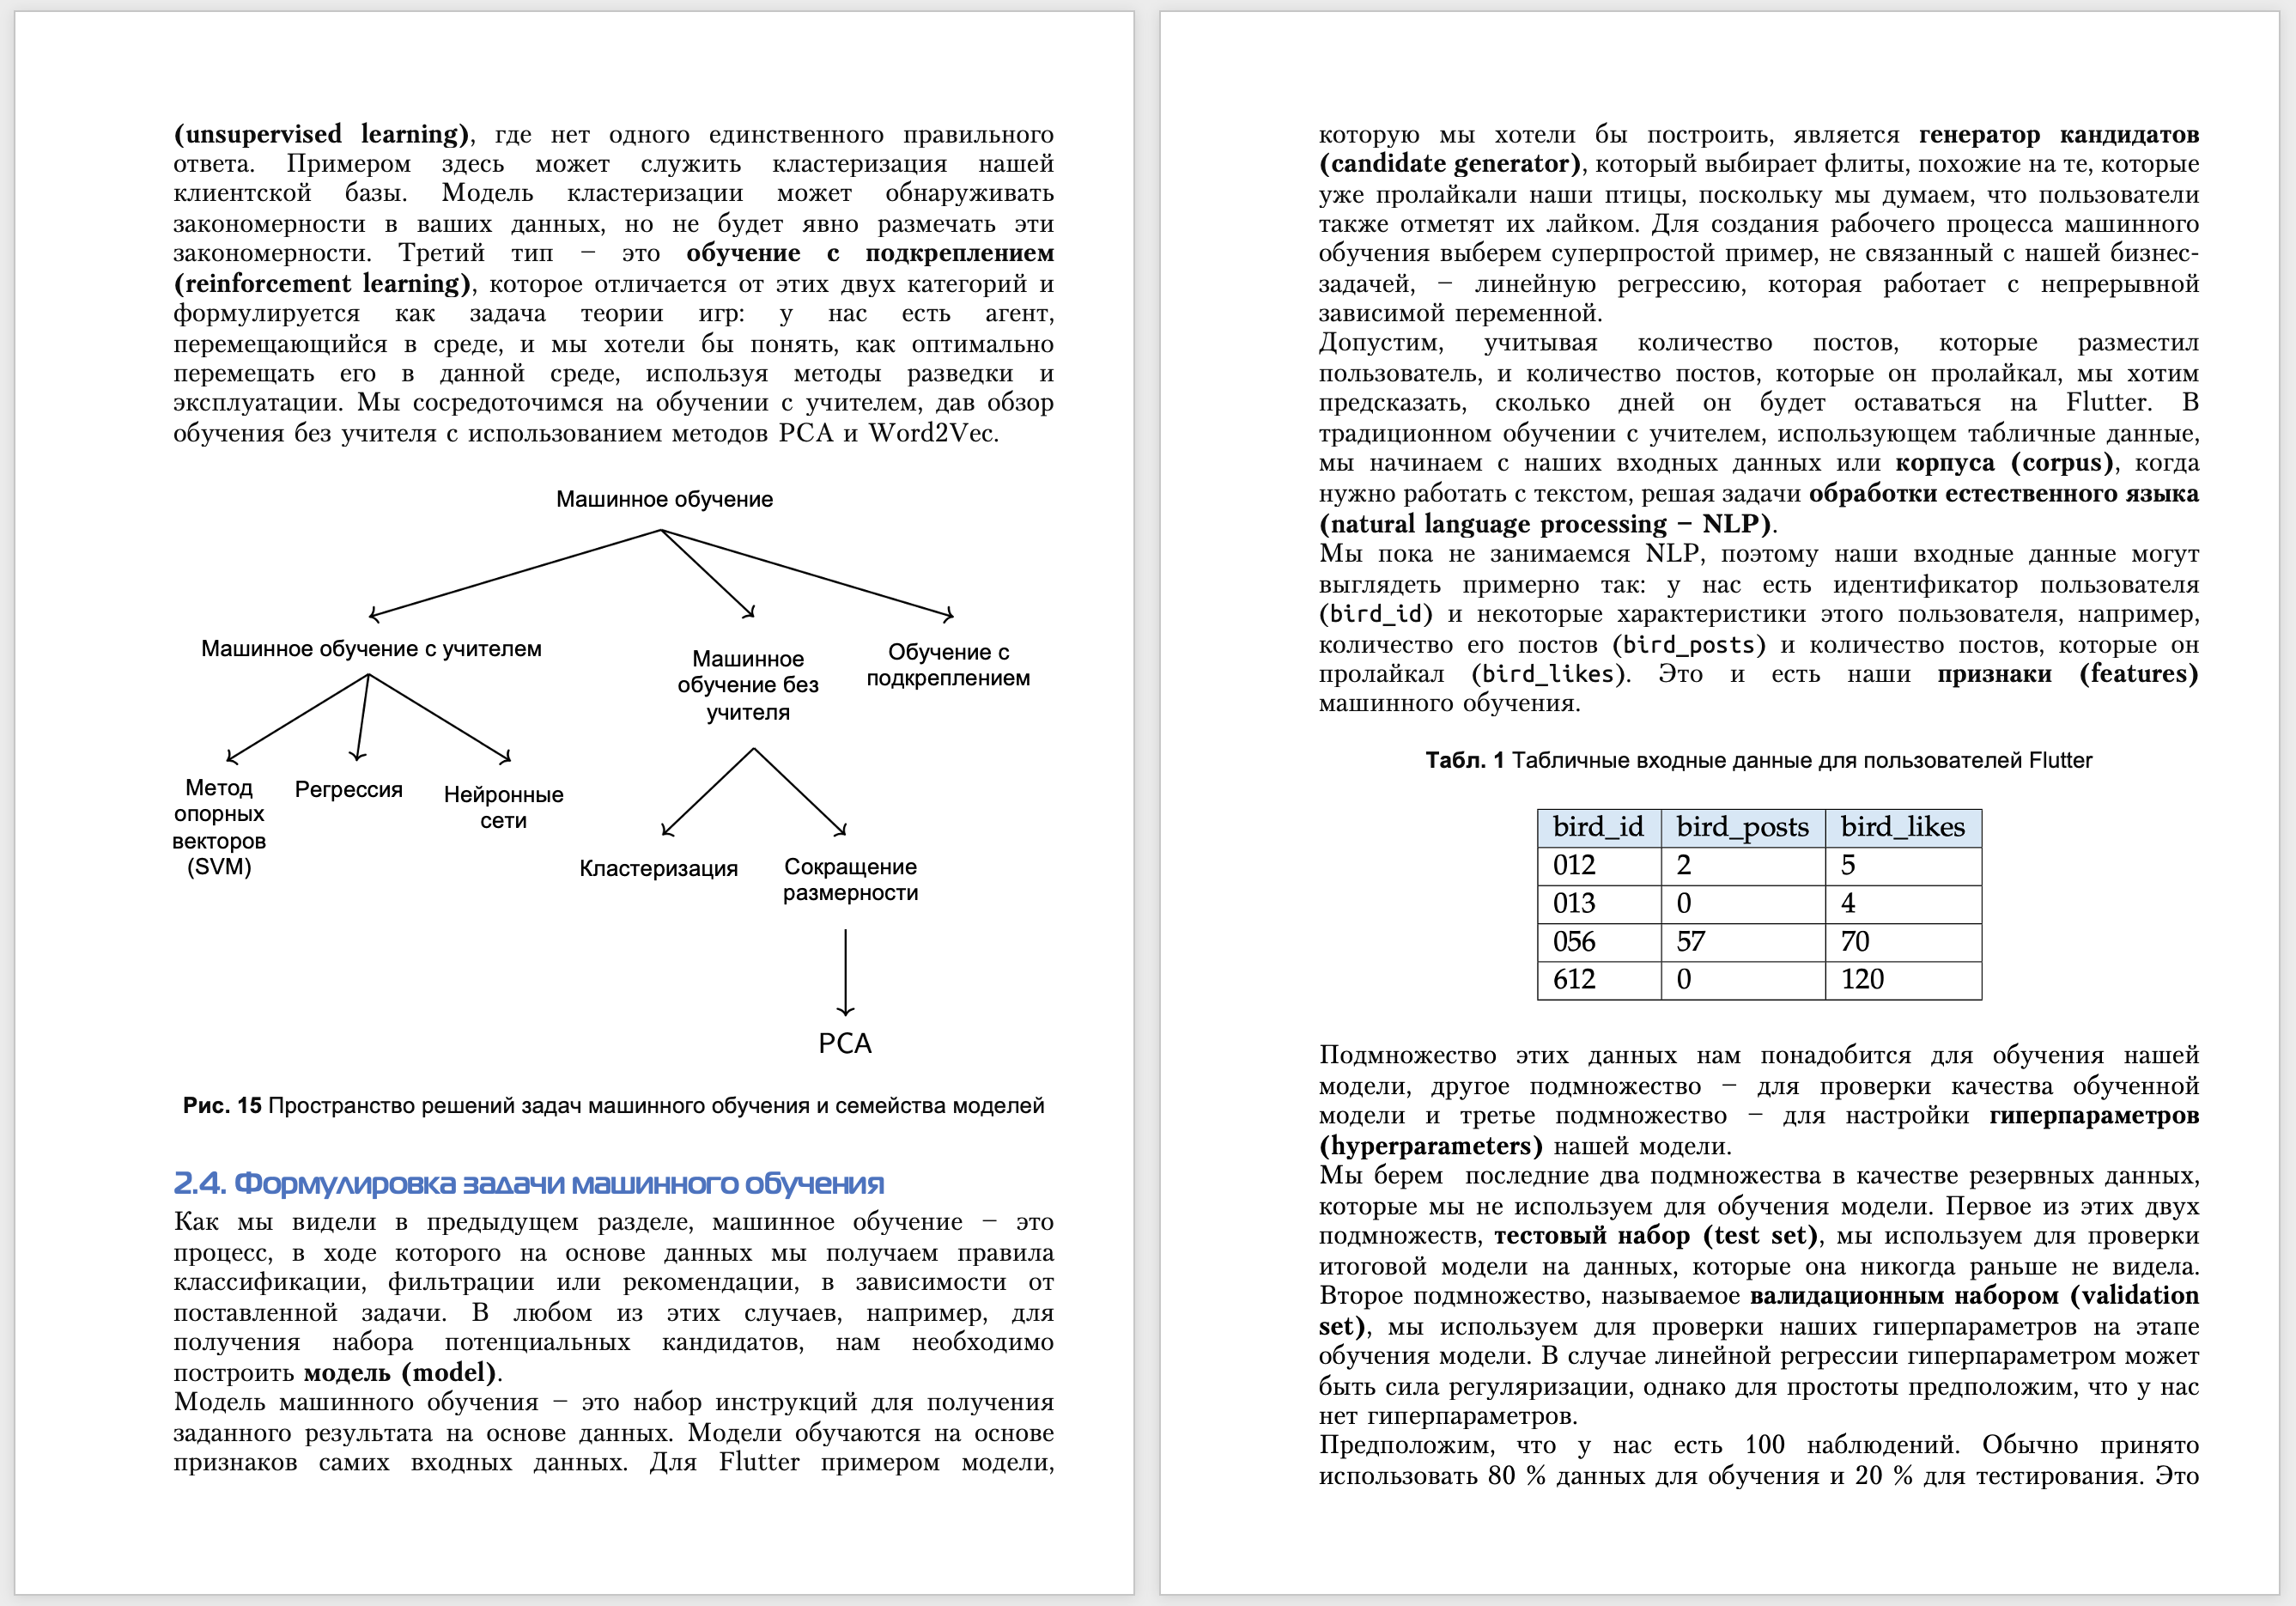 (unsupervised learning), где нет одного единственного правильного
ответа. Примером здесь может служить кластеризация нашей
клиентской базы. Модель кластеризации может обнаруживать
закономерности в ваших данных, но не будет явно размечать эти
закономерности. Третий тип – это обучение с подкреплением
(reinforcement learning), которое отличается от этих двух категорий и
формулируется как задача теории игр: у нас есть агент,
перемещающийся в среде, и мы хотели бы понять, как оптимально
перемещать его в данной среде, используя методы разведки и
эксплуатации. Мы сосредоточимся на обучении с учителем, дав обзор
обучения без учителя с использованием методов PCA и Word2Vec.
Машинное обучение
Машинное обучение с учителем
Машинное
обучение без
учителя
Обучение с
подкреплением
Метод
опорных
векторов
(SVM)
Регрессия
Нейронные
сети
Кластеризация
Сокращение
размерности
PCA
Рис. 15 Пространство решений задач машинного обучения и семейства моделей
2.4. Формулировка задачи машинного обучения
Как мы видели в предыдущем разделе, машинное обучение – это
процесс, в ходе которого на основе данных мы получаем правила
классификации, фильтрации или рекомендации, в зависимости от
поставленной задачи. В любом из этих случаев, например, для
получения набора потенциальных кандидатов, нам необходимо
построить модель (model).
Модель машинного обучения – это набор инструкций для получения
заданного результата на основе данных. Модели обучаются на основе
признаков самих входных данных. Для Flutter примером модели,
которую мы хотели бы построить, является генератор кандидатов
(candidate generator), который выбирает флиты, похожие на те, которые
уже пролайкали наши птицы, поскольку мы думаем, что пользователи
также отметят их лайком. Для создания рабочего процесса машинного
обучения выберем суперпростой пример, не связанный с нашей бизнес-
задачей, – линейную регрессию, которая работает с непрерывной
зависимой переменной.
Допустим, учитывая количество постов, которые разместил
пользователь, и количество постов, которые он пролайкал, мы хотим
предсказать, сколько дней он будет оставаться на Flutter. В
традиционном обучении с учителем, использующем табличные данные,
мы начинаем с наших входных данных или корпуса (corpus), когда
нужно работать с текстом, решая задачи обработки естественного языка
(natural language processing – NLP).
Мы пока не занимаемся NLP, поэтому наши входные данные могут
выглядеть примерно так: у нас есть идентификатор пользователя
(bird_id) и некоторые характеристики этого пользователя, например,
количество его постов (bird_posts) и количество постов, которые он
пролайкал (bird_likes). Это и есть наши признаки (features)
машинного обучения.
Табл. 1 Табличные входные данные для пользователей Flutter
bird_id bird_posts bird_likes
012 2 5
013 0 4
056 57 70
612 0 120
Подмножество этих данных нам понадобится для обучения нашей
модели, другое подмножество – для проверки качества обученной
модели и третье подмножество – для настройки гиперпараметров
(hyperparameters) нашей модели.
Мы берем последние два подмножества в качестве резервных данных,
которые мы не используем для обучения модели. Первое из этих двух
подмножеств, тестовый набор (test set), мы используем для проверки
итоговой модели на данных, которые она никогда раньше не видела.
Второе подмножество, называемое валидационным набором (validation
set), мы используем для проверки наших гиперпараметров на этапе
обучения модели. В случае линейной регрессии гиперпараметром может
быть сила регуляризации, однако для простоты предположим, что у нас
нет гиперпараметров.
Предположим, что у нас есть 100 наблюдений. Обычно принято
использовать 80 % данных для обучения и 20 % для тестирования. Это